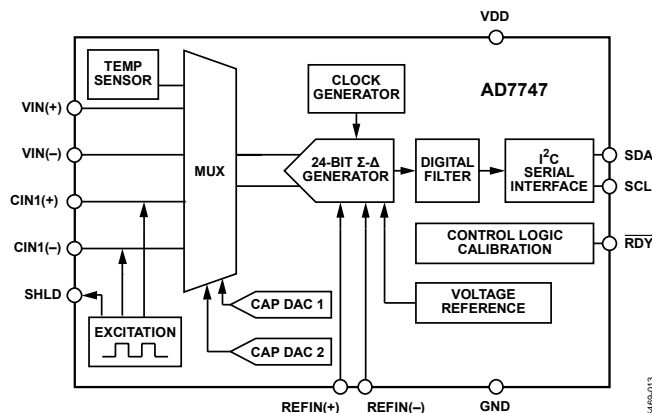 VDD
TEMP
SENSOR
CLOCK
GENERATOR
AD7747
VIN(+)
VIN(–)
MUX
24-BIT Σ-Δ
GENERATOR
DIGITAL
FILTER
I²C
SERIAL
INTERFACE
SDA
SCL
CIN1(+)
CIN1(–)
CONTROL LOGIC
CALIBRATION
RDY
SHLD
EXCITATION
CAP DAC 1
CAP DAC 2
VOLTAGE
REFERENCE
REFIN(+)
REFIN(–)
GND